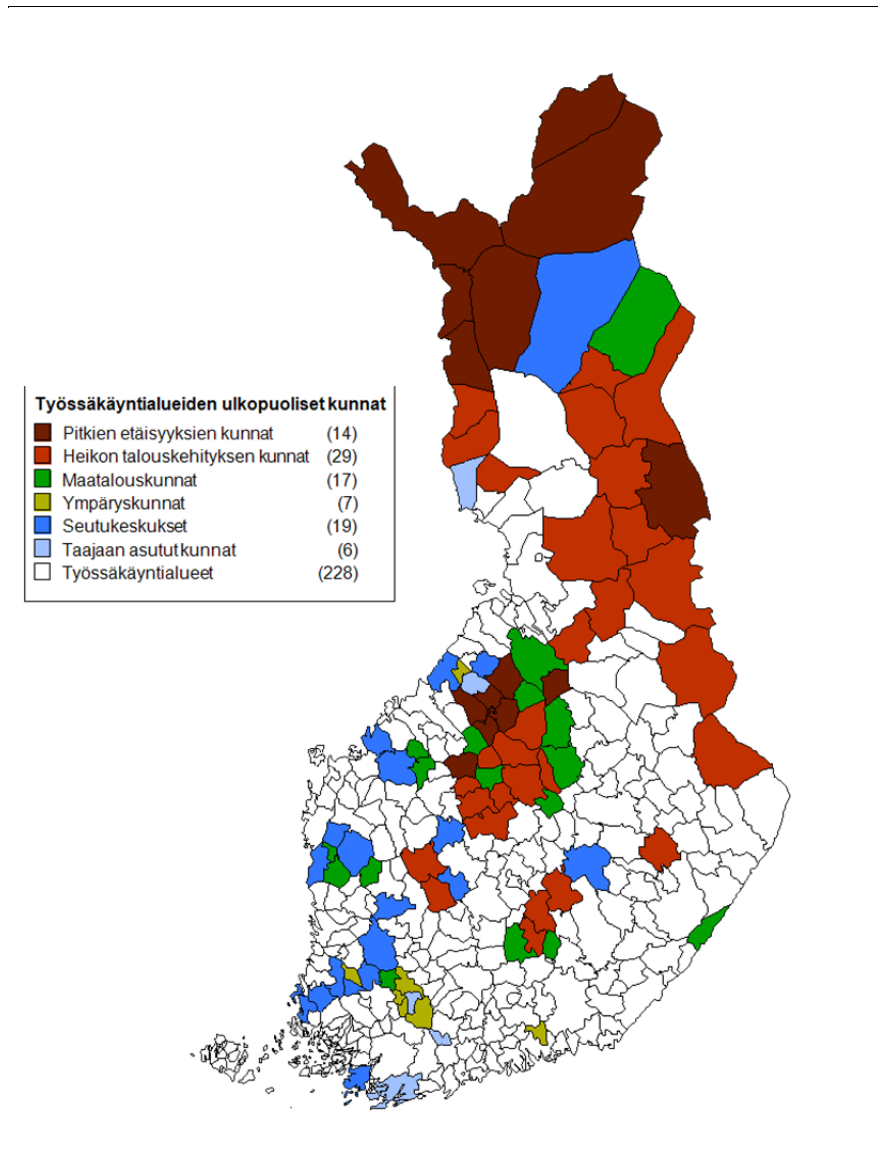 Työssäkäyntialueiden ulkopuoliset kunnat
Pitkien etäisyyksien kunnat (14)
Heikon talouskehityksen kunnat (29)
Maatalouskunnat (17)
Ympäryskunnat (7)
Seutukeskukset (19)
Taajaan asutut kunnat (6)
Työssäkäyntialueet (228)